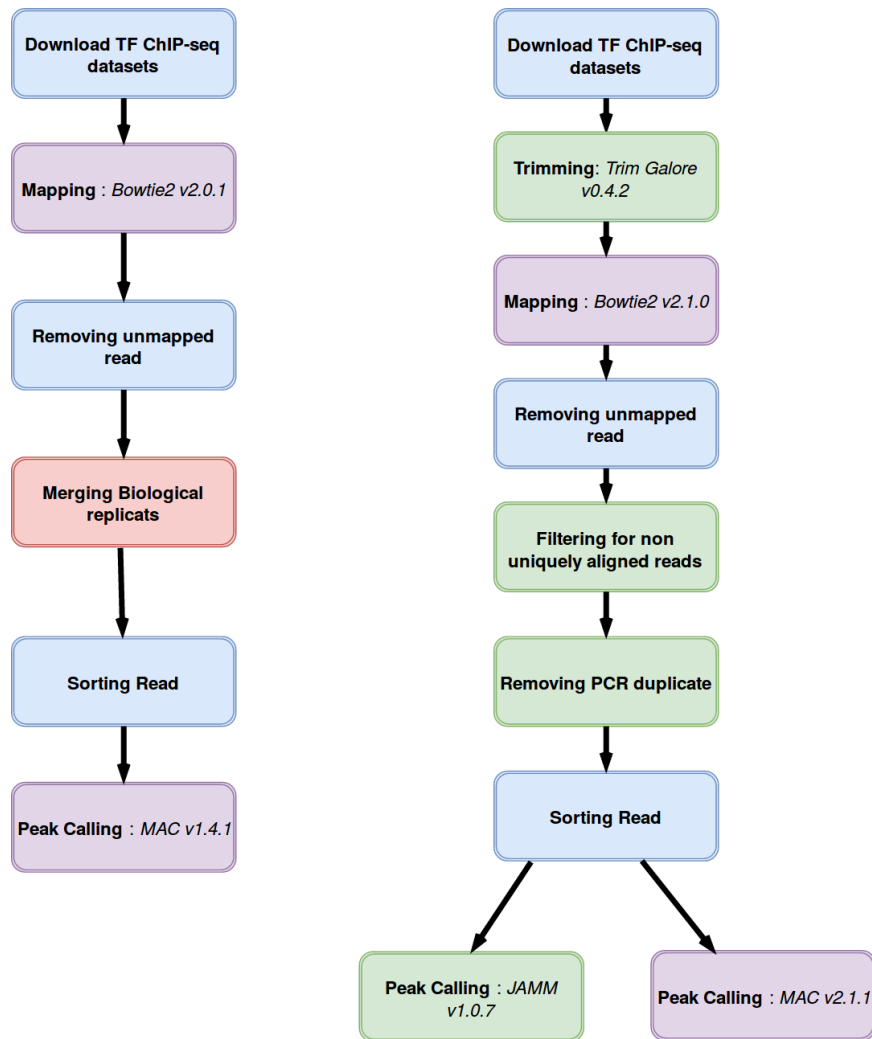 Download TF ChIP-seq
datasets
Mapping : Bowtie2 v2.0.1
Removing unmapped
read
Merging Biological
replicats
Sorting Read
Peak Calling : MAC v1.4.1
Download TF ChIP-seq
datasets
Trimming: Trim Galore
v0.4.2
Mapping : Bowtie2 v2.1.0
Removing unmapped
read
Filtering for non
uniquely aligned reads
Removing PCR duplicate
Sorting Read
Peak Calling : JAMM
v1.0.7
Peak Calling : MAC v2.1.1